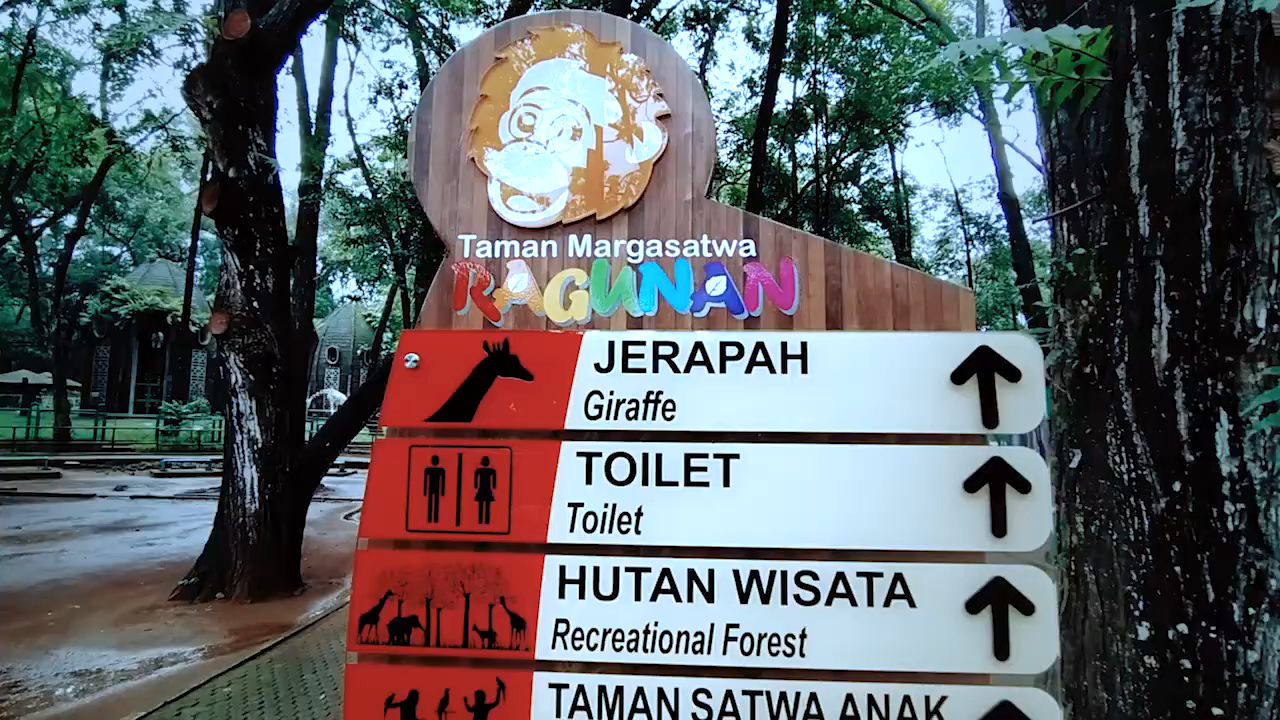 Taman Margasatwa
RAGUNAN
JERAPAH
Giraffe
TOILET
Toilet
HUTAN WISATA
Recreational Forest
TAMAN SATWA ANAK